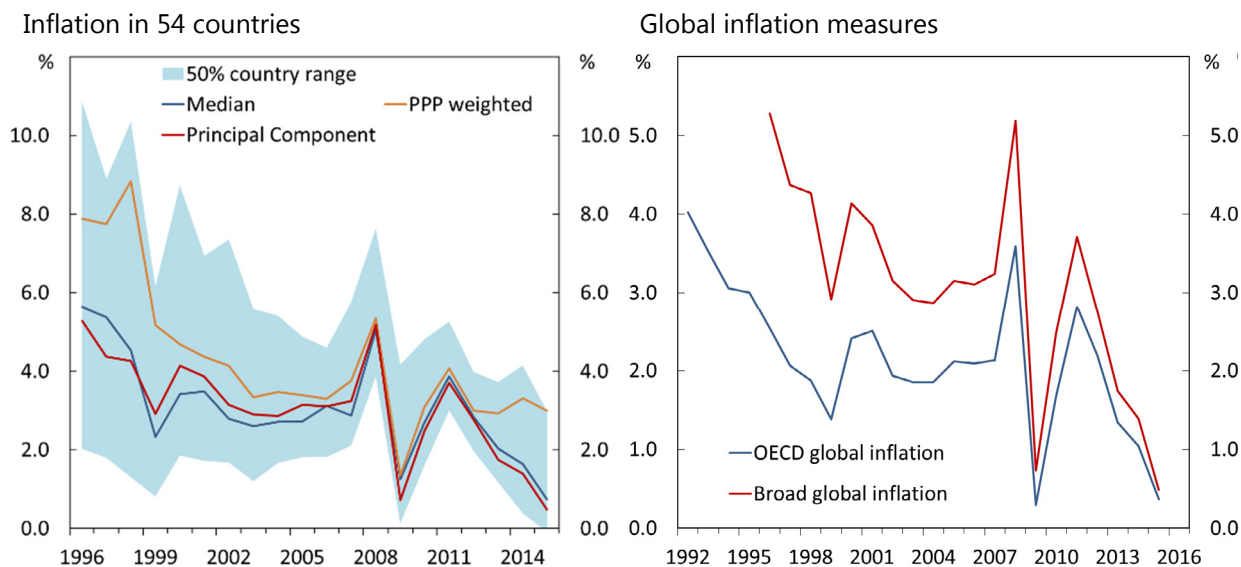 Inflation in 54 countries
% %
50% country range
Median PPP weighted
Principal Component
10.0 10.0
8.0 8.0
6.0 6.0
4.0 4.0
2.0 2.0
0.0 0.0
1996 1999 2002 2005 2008 2011 2014
Global inflation measures
% %
5.0 5.0
4.0 4.0
3.0 3.0
2.0 2.0
1.0 1.0
0.0 0.0
OECD global inflation
Broad global inflation
1992 1995 1998 2001 2004 2007 2010 2013 2016